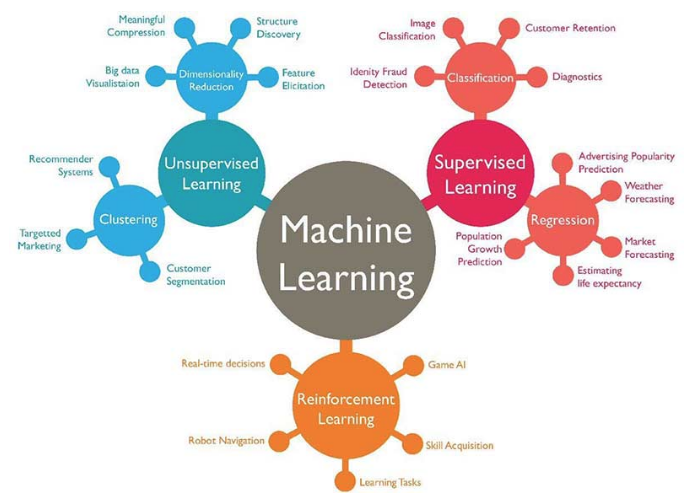 Meaningful
Compression
Structure
Discovery
Big data
Visualistaion
Dimensionality
Reduction
Feature
Elicitation
Image
Classification
Customer Retention
Idenity Fraud
Detection
Classification
Diagnostics
Recommender
Systems
Unsupervised
Learning
Supervised
Learning
Advertising Popularity
Prediction
Weather
Forecasting
Clustering
Regression
Targetted
Marketing
Customer
Segmentation
Machine
Learning
Population
Growth
Prediction
Market
Forecasting
Estimating
life expectancy
Real-time decisions
Game AI
Reinforcement
Learning
Robot Navigation
Skill Acquisition
Learning Tasks